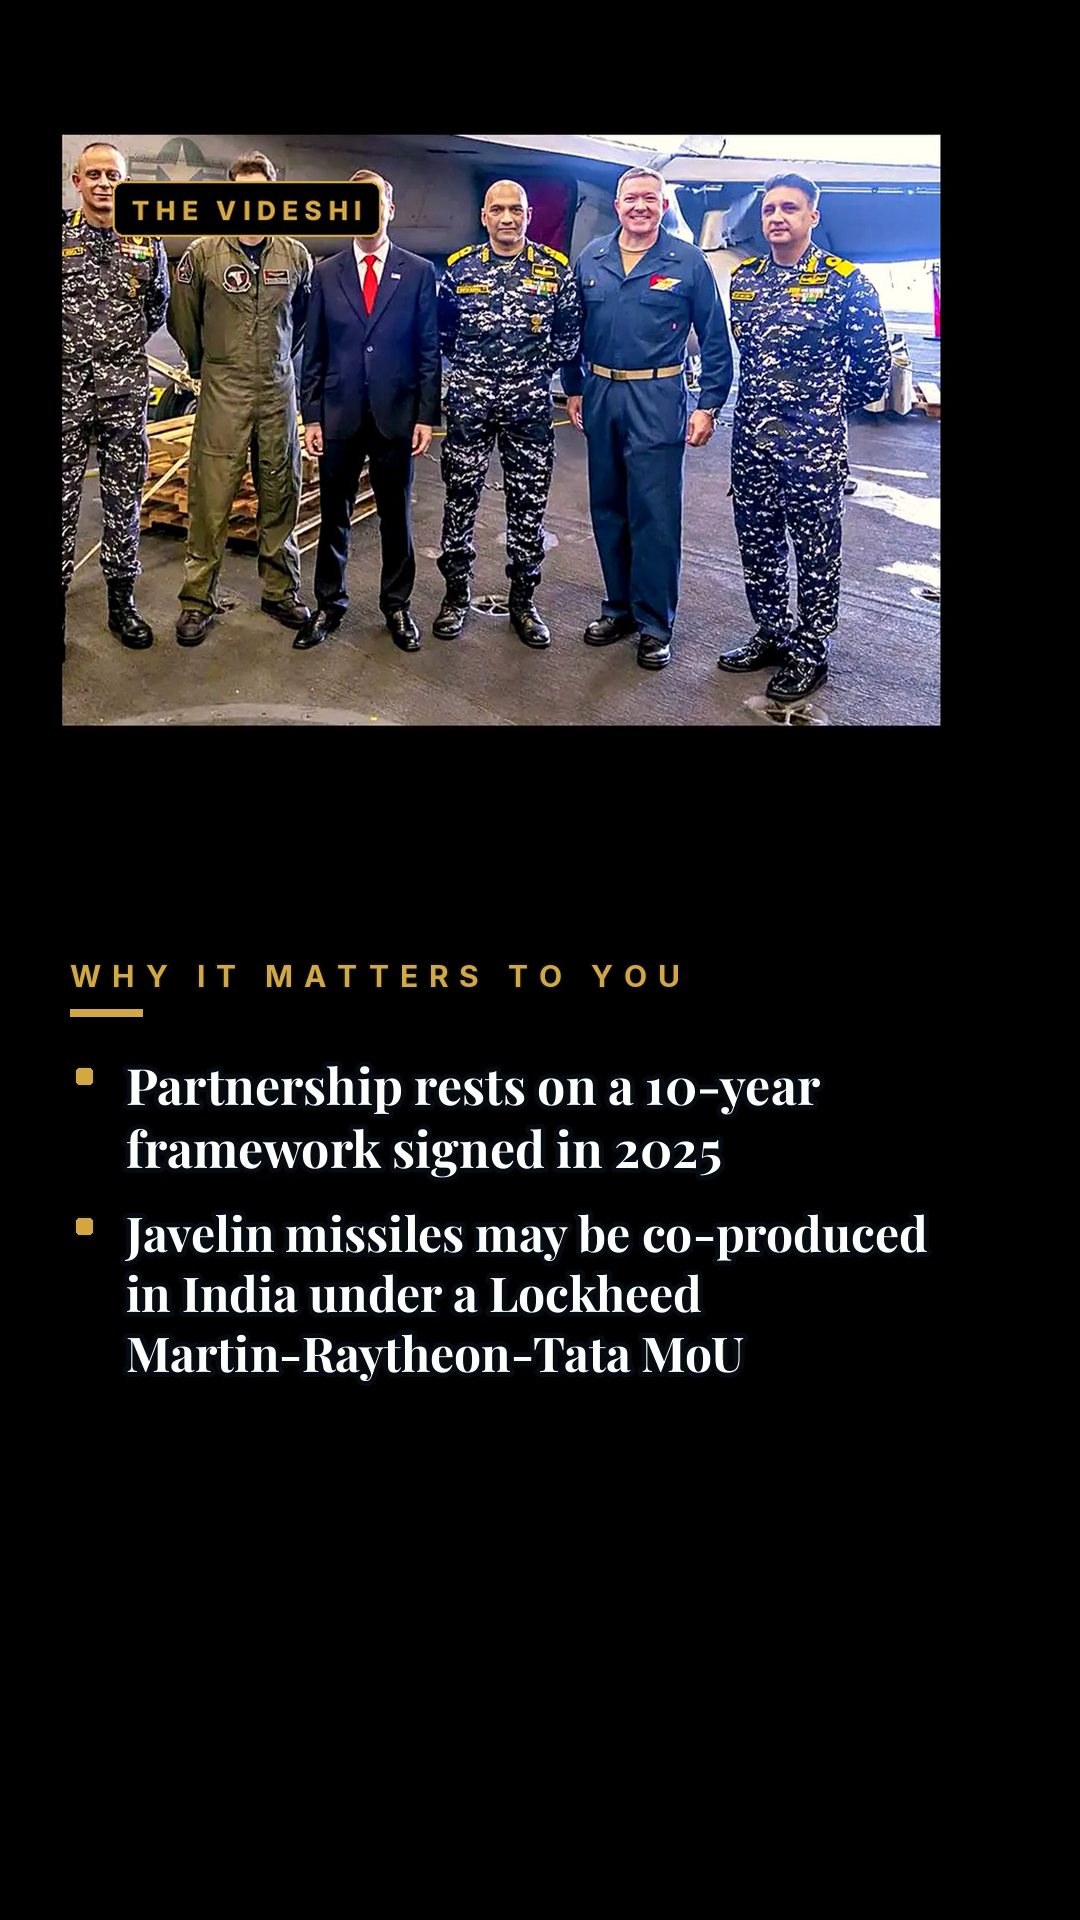 THE VIDESHI
WHY IT MATTERS TO YOU
Partnership rests on a 10-year
framework signed in 2025
Javelin missiles may be co-produced
in India under a Lockheed
Martin-Raytheon-Tata MoU